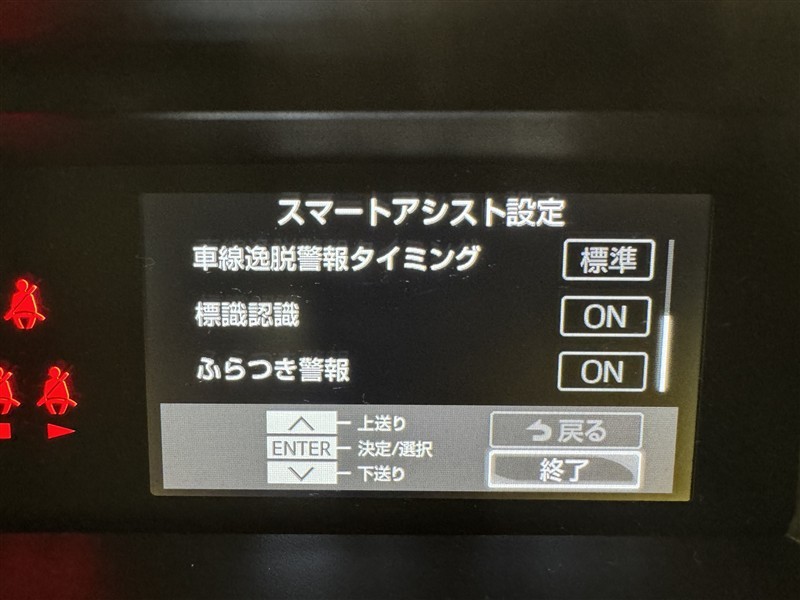 スマートアシスト設定
車線逸脱警報タイミング 標準
標識認識 ON
ふらつき警報 ON
上送り
ENTER 決定/選択
下送り
戻る
終了